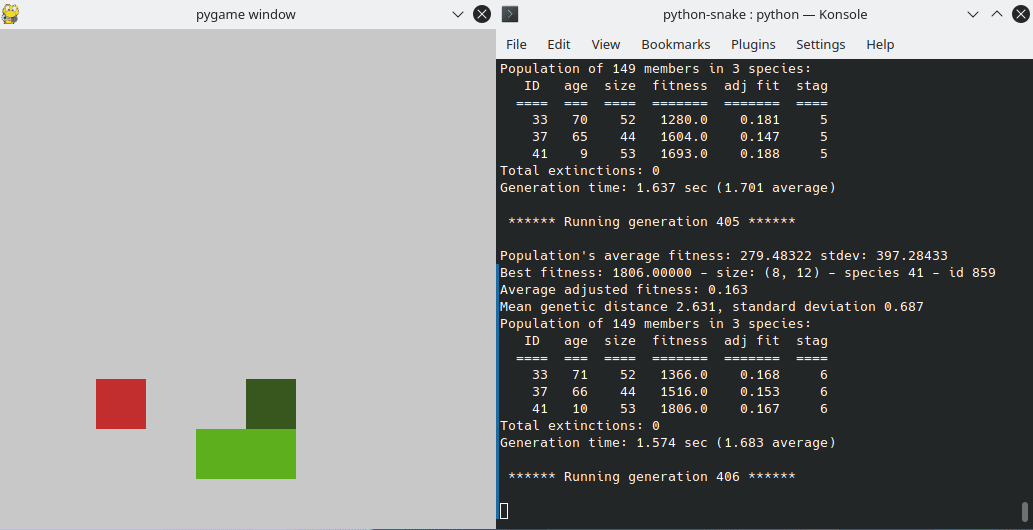 pygame window
python-snake : python — Konsole
File Edit View Bookmarks Plugins Settings Help
Population of 149 members in 3 species:
ID age size fitness adj fit stag
==== === ==== ======= ======= ====
33 70 52 1280.0 0.181 5
37 65 44 1604.0 0.147 5
41 9 53 1693.0 0.188 5
Total extinctions: 0
Generation time: 1.637 sec (1.701 average)
****** Running generation 405 ******
Population's average fitness: 279.48322 stdev: 397.28433
Best fitness: 1806.00000 - size: (8, 12) - species 41 - id 859
Average adjusted fitness: 0.163
Mean genetic distance 2.631, standard deviation 0.687
Population of 149 members in 3 species:
ID age size fitness adj fit stag
==== === ==== ======= ======= ====
33 71 52 1366.0 0.168 6
37 66 44 1516.0 0.153 6
41 10 53 1806.0 0.167 6
Total extinctions: 0
Generation time: 1.574 sec (1.683 average)
****** Running generation 406 ******